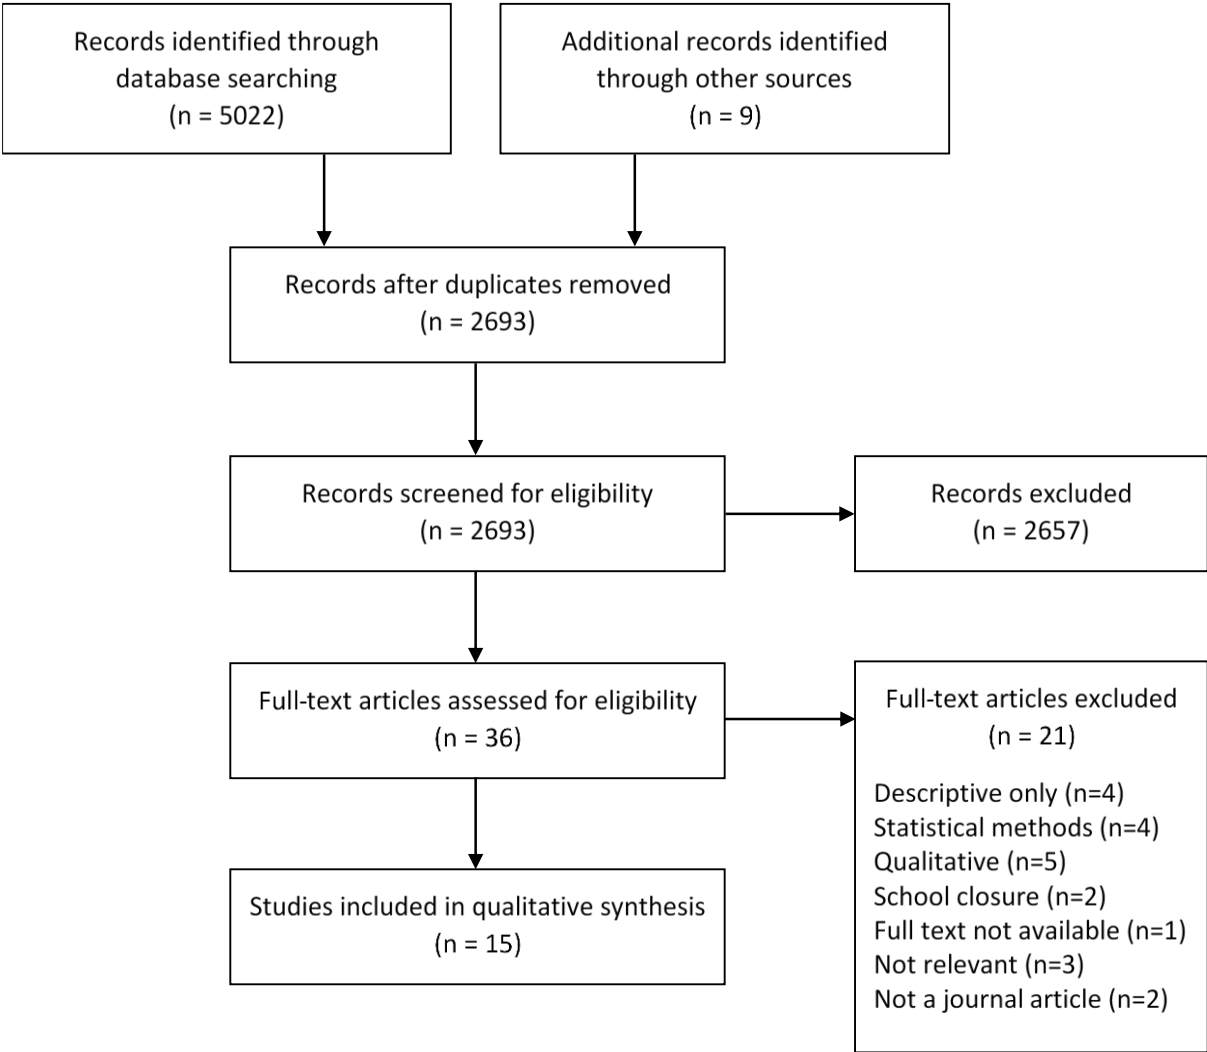 Records identified through
database searching
(n = 5022)
Additional records identified
through other sources
(n = 9)
Records after duplicates removed
(n = 2693)
Records screened for eligibility
(n = 2693)
Records excluded
(n = 2657)
Full-text articles assessed for eligibility
(n = 36)
Full-text articles excluded
(n = 21)
Descriptive only (n=4)
Statistical methods (n=4)
Qualitative (n=5)
School closure (n=2)
Full text not available (n=1)
Not relevant (n=3)
Not a journal article (n=2)
Studies included in qualitative synthesis
(n = 15)